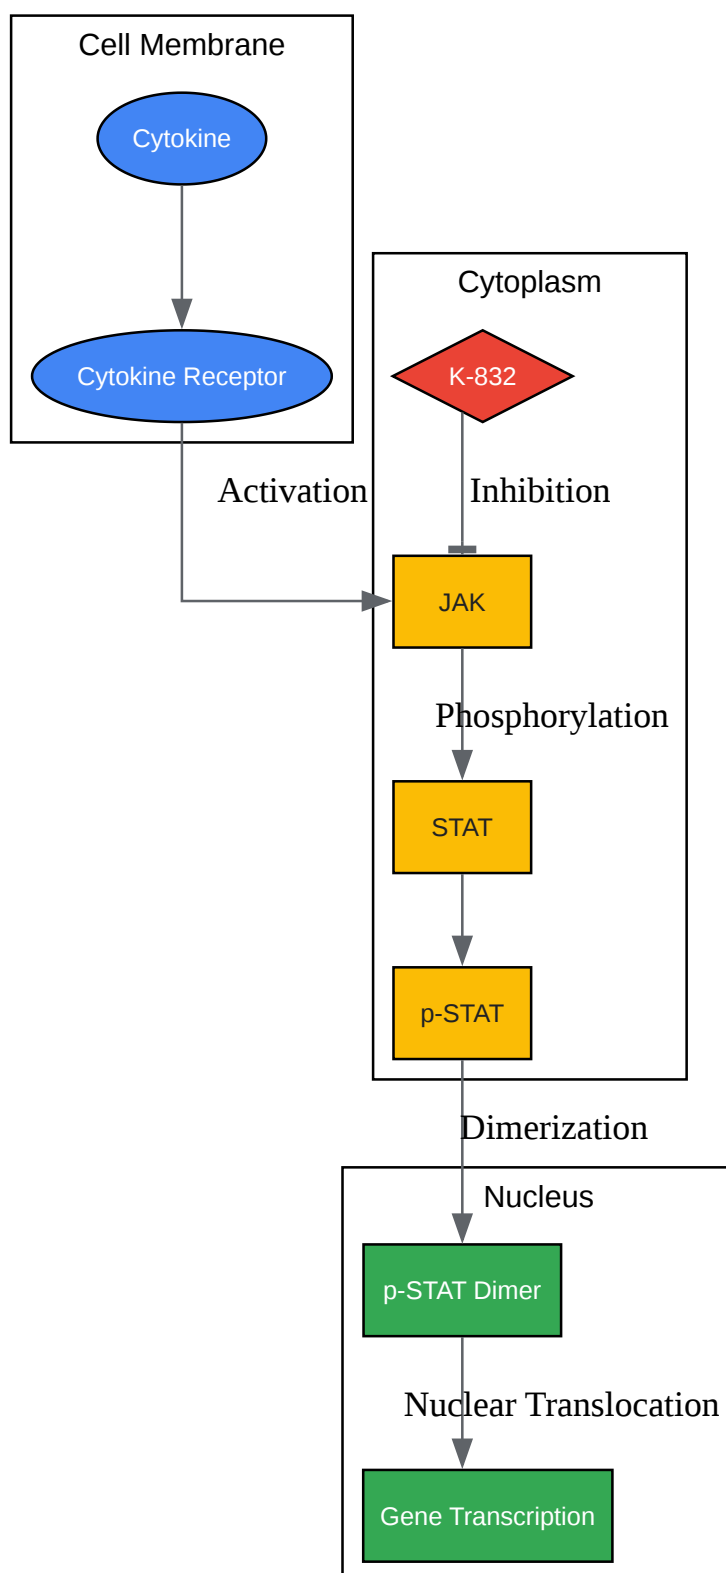 Cell Membrane
Cytokine
Cytokine Receptor
Cytoplasm
K-832
Activation
Inhibition
JAK
Phosphorylation
STAT
p-STAT
Dimerization
Nucleus
p-STAT Dimer
Nuclear Translocation
Gene Transcription